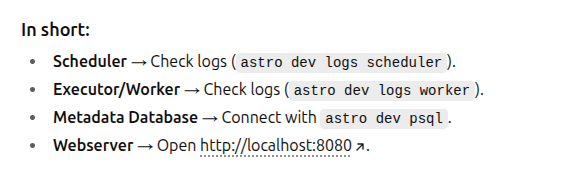 In short:
• Scheduler → Check logs ( astro dev logs scheduler ).
• Executor/Worker → Check logs ( astro dev logs worker ).
• Metadata Database → Connect with astro dev psql .
• Webserver → Open http://localhost:8080 ↗.